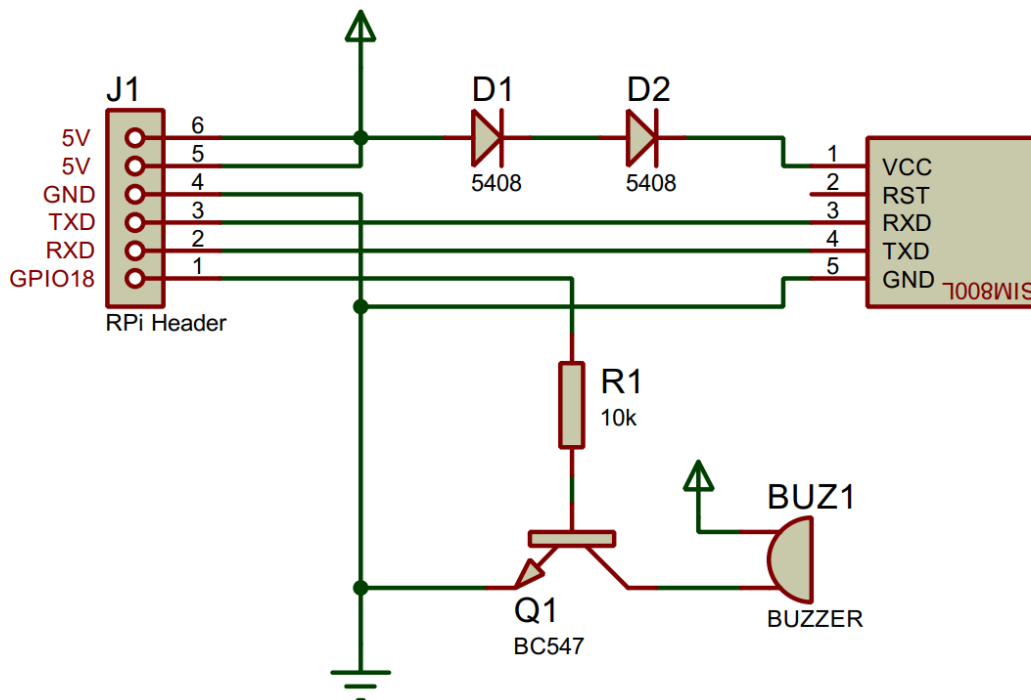 J1
5V 6
5V 5
GND 4
TXD 3
RXD 2
GPIO18 1
RPi Header
D1
5408
D2
5408
1 VCC
2 RST
3 RXD
4 TXD
5 GND
SIM800L
R1
10k
Q1
BC547
BUZ1
BUZZER